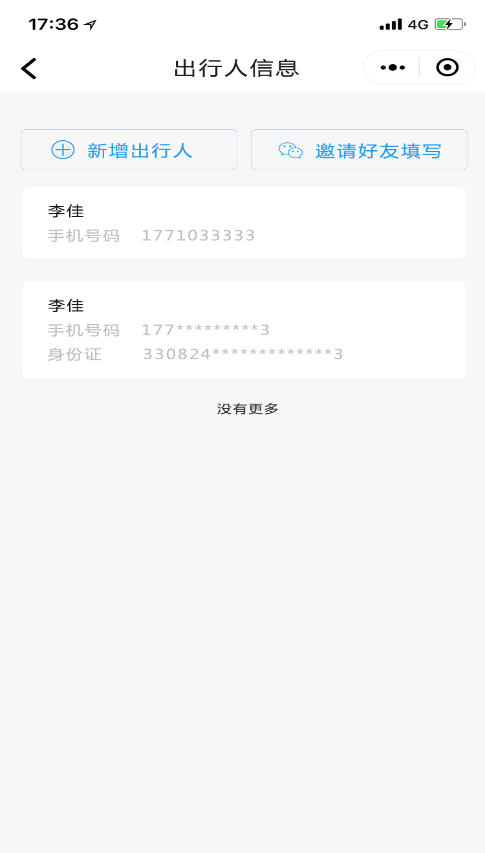 17:36
4G
出行人信息
新增出行人
邀请好友填写
李佳
手机号码 1771033333
李佳
手机号码 177*********3
身份证 330824*************3
没有更多